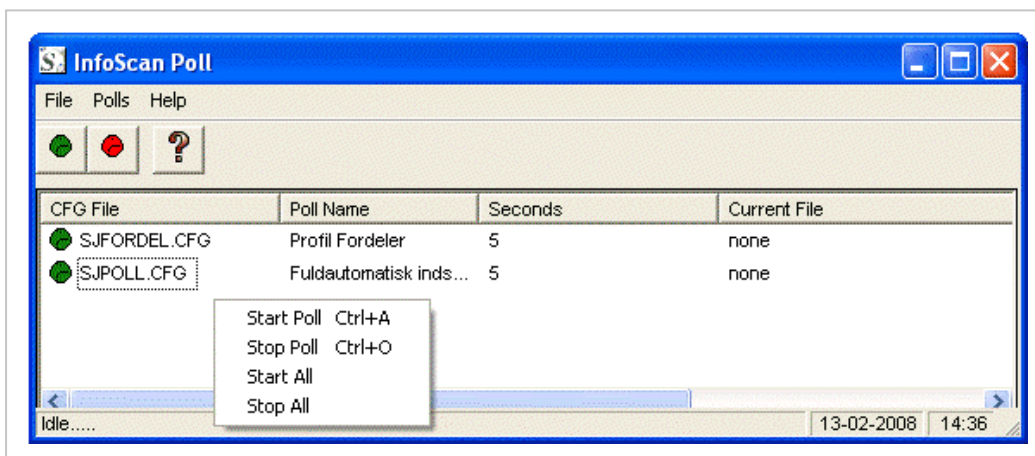 InfoScan Poll
File Polls Help
CFG File Poll Name Seconds Current File
SJFORDEL.CFG Profil Fordeler 5 none
SJPOLL.CFG Fuldautomatisk inds... 5 none
Start Poll Ctrl+A
Stop Poll Ctrl+O
Start All
Stop All
Idle..... 13-02-2008 14:36